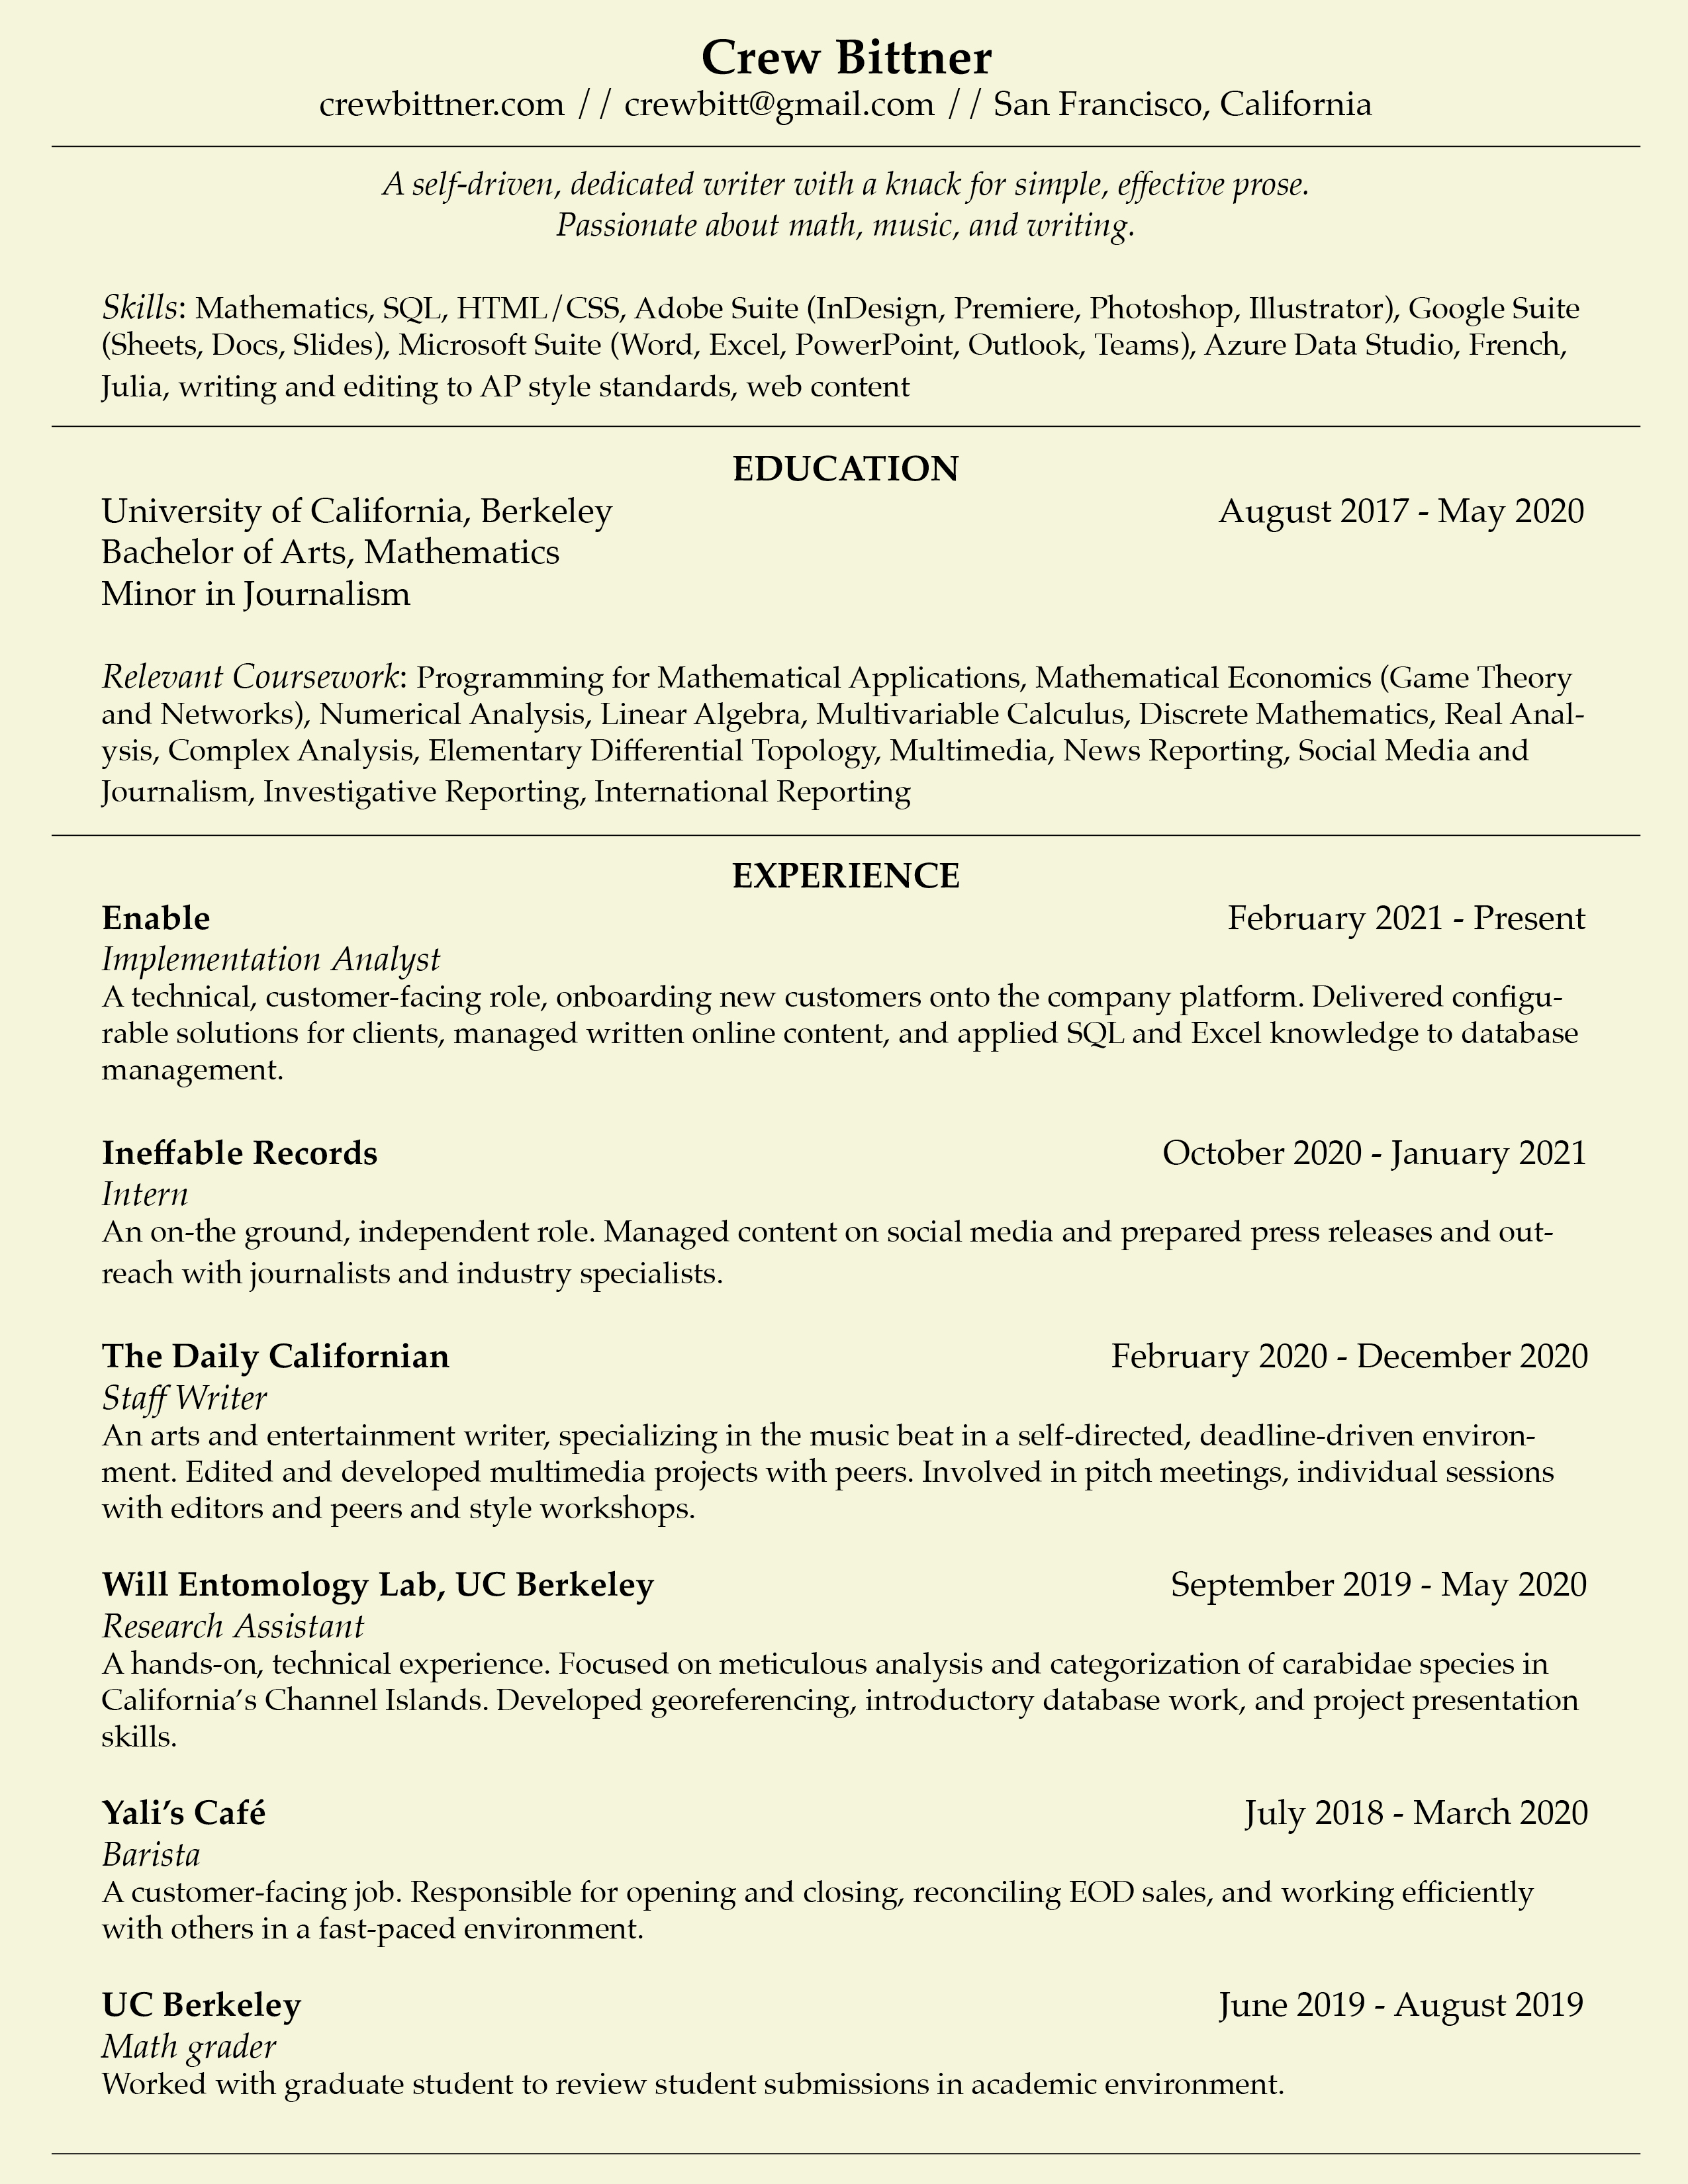 Crew Bittner
crewbittner.com // crewbitt@gmail.com // San Francisco, California
A self-driven, dedicated writer with a knack for simple, effective prose.
Passionate about math, music, and writing.
Skills: Mathematics, SQL, HTML/CSS, Adobe Suite (InDesign, Premiere, Photoshop, Illustrator), Google Suite
(Sheets, Docs, Slides), Microsoft Suite (Word, Excel, PowerPoint, Outlook, Teams), Azure Data Studio, French,
Julia, writing and editing to AP style standards, web content
EDUCATION
University of California, Berkeley August 2017 - May 2020
Bachelor of Arts, Mathematics
Minor in Journalism
Relevant Coursework: Programming for Mathematical Applications, Mathematical Economics (Game Theory
and Networks), Numerical Analysis, Linear Algebra, Multivariable Calculus, Discrete Mathematics, Real Anal-
ysis, Complex Analysis, Elementary Differential Topology, Multimedia, News Reporting, Social Media and
Journalism, Investigative Reporting, International Reporting
EXPERIENCE
Enable February 2021 - Present
Implementation Analyst
A technical, customer-facing role, onboarding new customers onto the company platform. Delivered configu-
rable solutions for clients, managed written online content, and applied SQL and Excel knowledge to database
management.
Ineffable Records October 2020 - January 2021
Intern
An on-the ground, independent role. Managed content on social media and prepared press releases and out-
reach with journalists and industry specialists.
The Daily Californian February 2020 - December 2020
Staff Writer
An arts and entertainment writer, specializing in the music beat in a self-directed, deadline-driven environ-
ment. Edited and developed multimedia projects with peers. Involved in pitch meetings, individual sessions
with editors and peers and style workshops.
Will Entomology Lab, UC Berkeley September 2019 - May 2020
Research Assistant
A hands-on, technical experience. Focused on meticulous analysis and categorization of carabidae species in
California’s Channel Islands. Developed georeferencing, introductory database work, and project presentation
skills.
Yali’s Café July 2018 - March 2020
Barista
A customer-facing job. Responsible for opening and closing, reconciling EOD sales, and working efficiently
with others in a fast-paced environment.
UC Berkeley June 2019 - August 2019
Math grader
Worked with graduate student to review student submissions in academic environment.